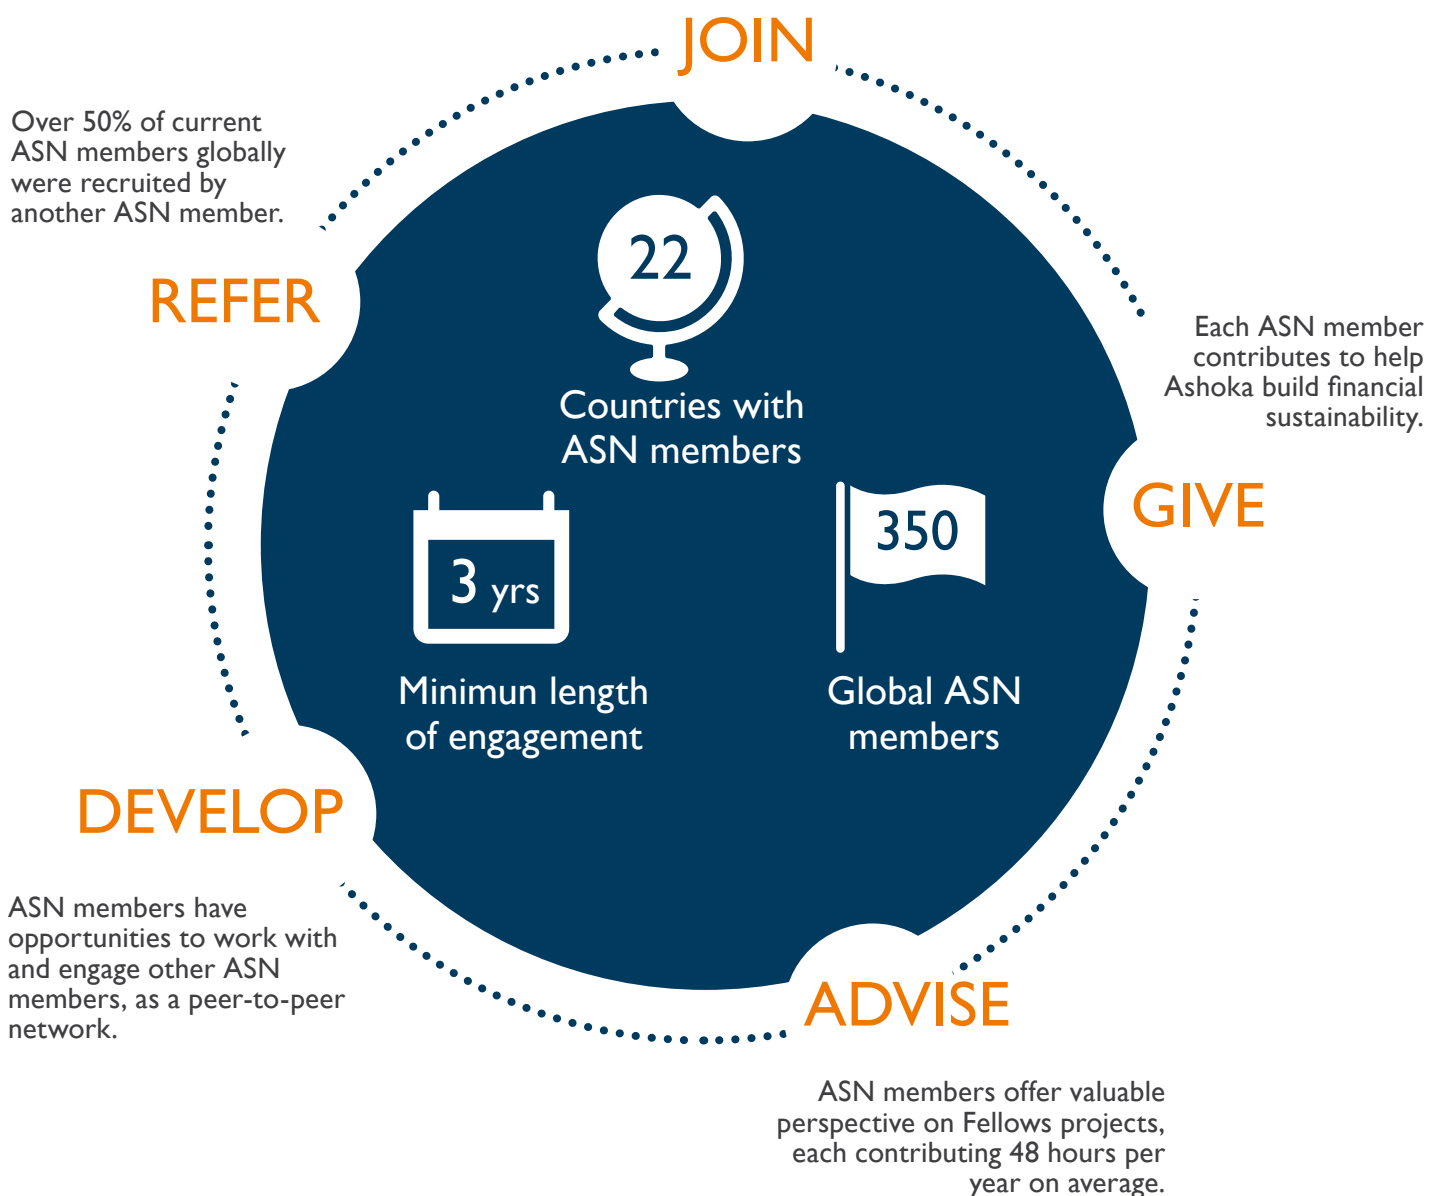 JOIN
Over 50% of current
ASN members globally
were recruited by
another ASN member.
REFER
22
Countries with
ASN members
Each ASN member
contributes to help
Ashoka build financial
sustainability.
GIVE
3 yrs
Minimun length
of engagement
350
Global ASN
members
DEVELOP
ASN members have
opportunities to work with
and engage other ASN
members, as a peer-to-peer
network.
ADVISE
ASN members offer valuable
perspective on Fellows projects,
each contributing 48 hours per
year on average.